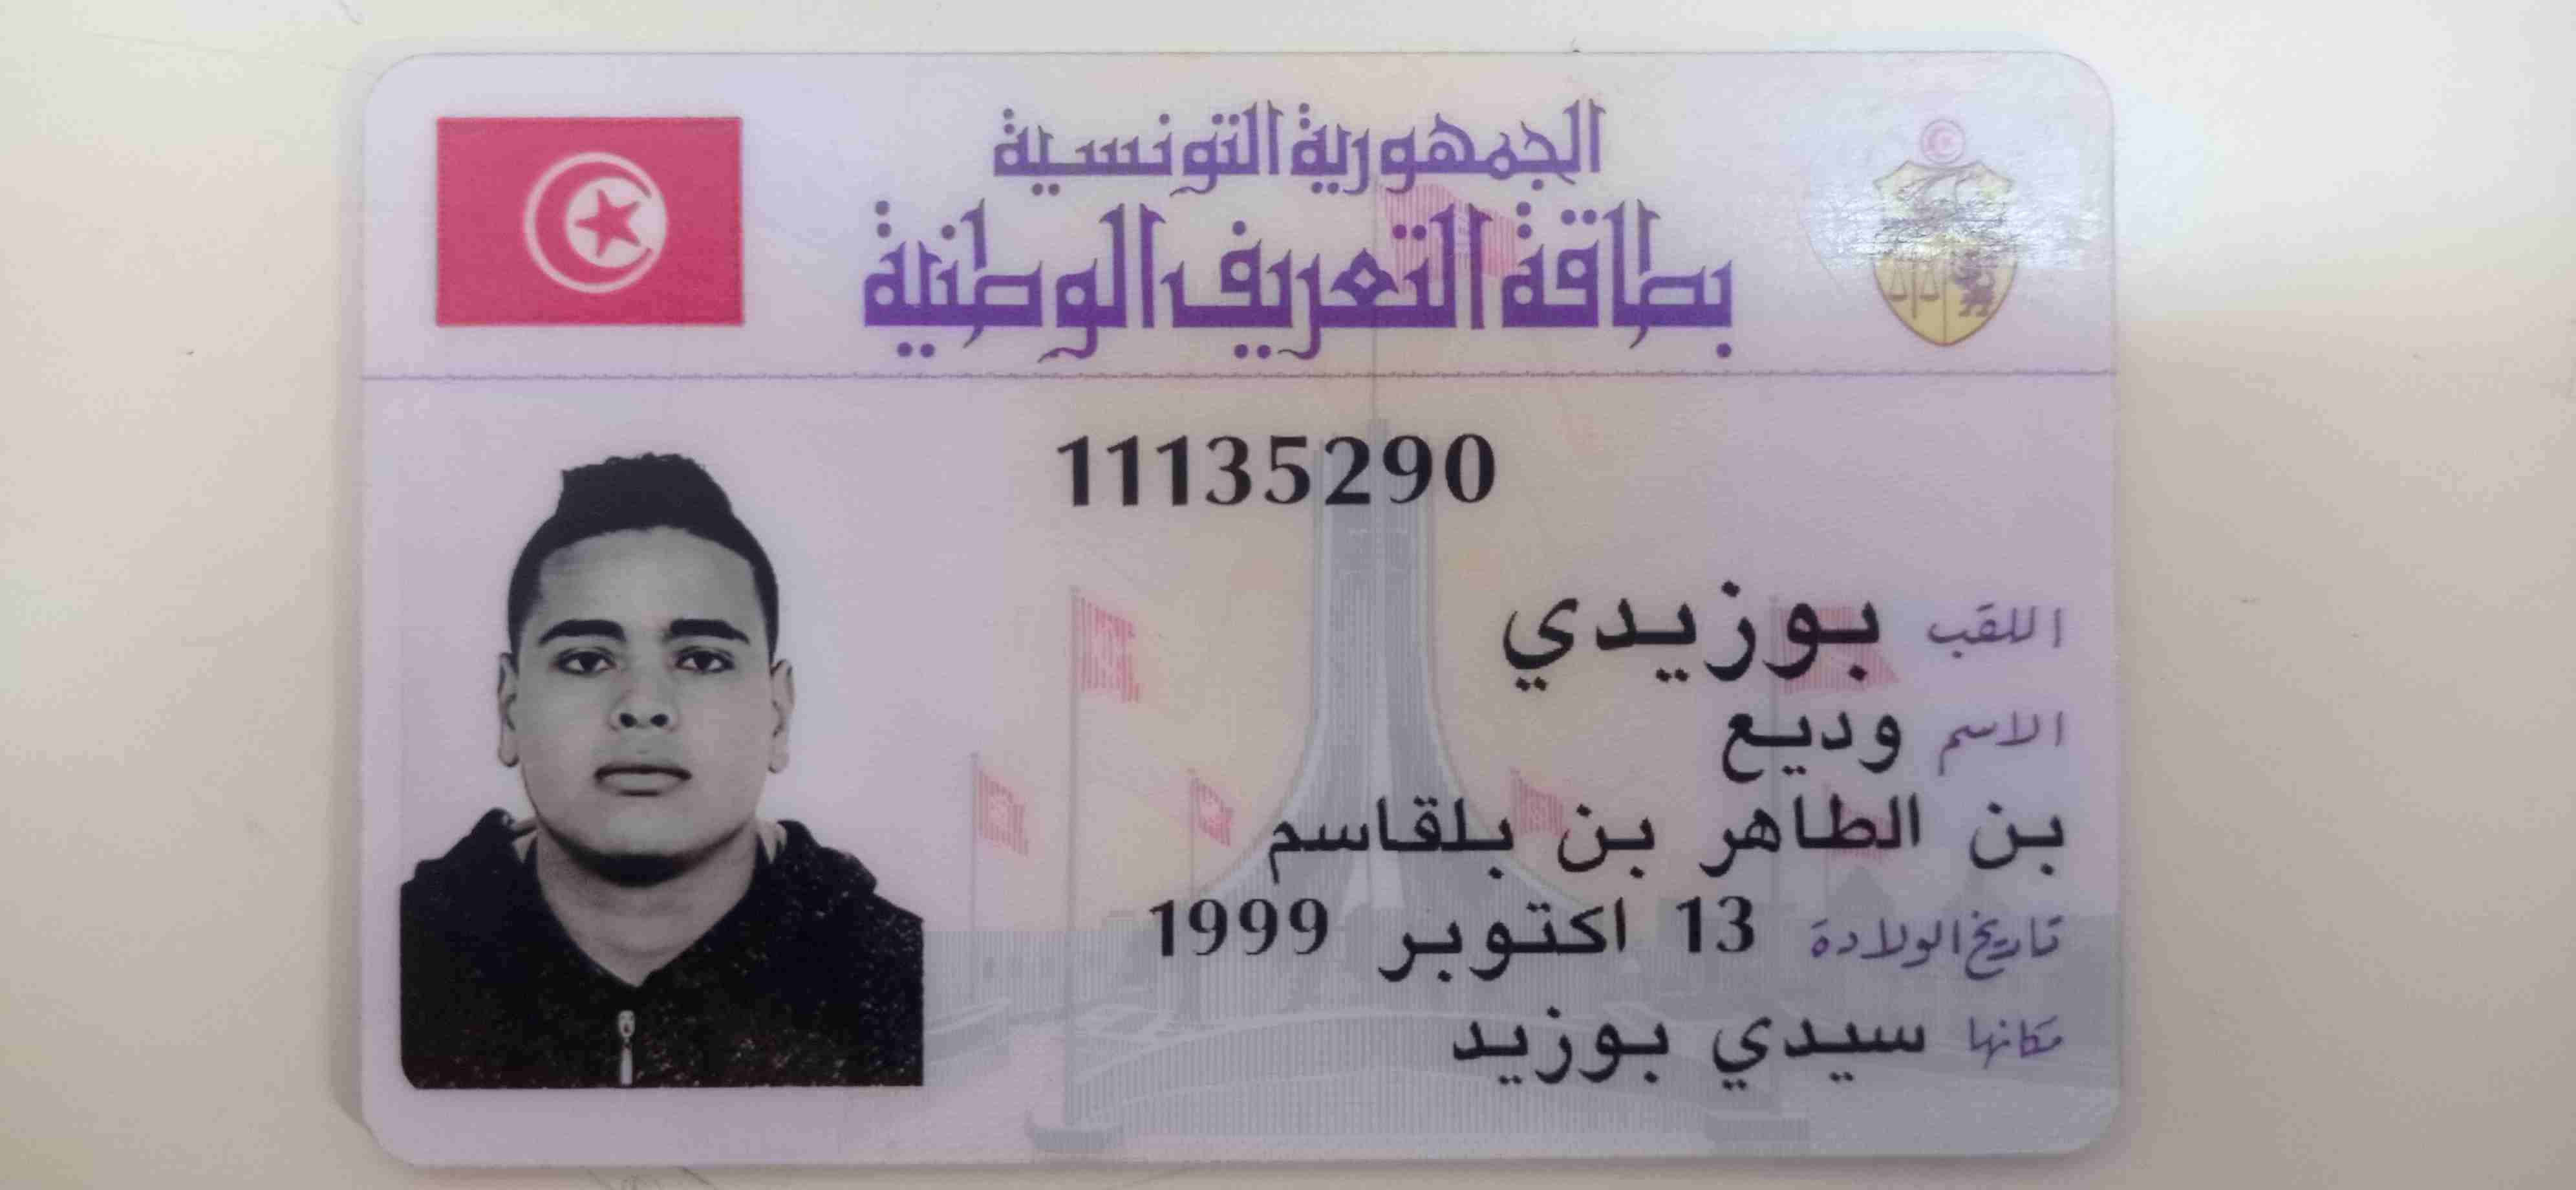 الجمهورية التونسية
بطاقة التعريف الوطنية
11135290
اللقب بوزيدي
الاسم وديع
بن الطاهر بن بلقاسم
تاريخ الولادة 13 اكتوبر 1999
مكانها سيدي بوزيد